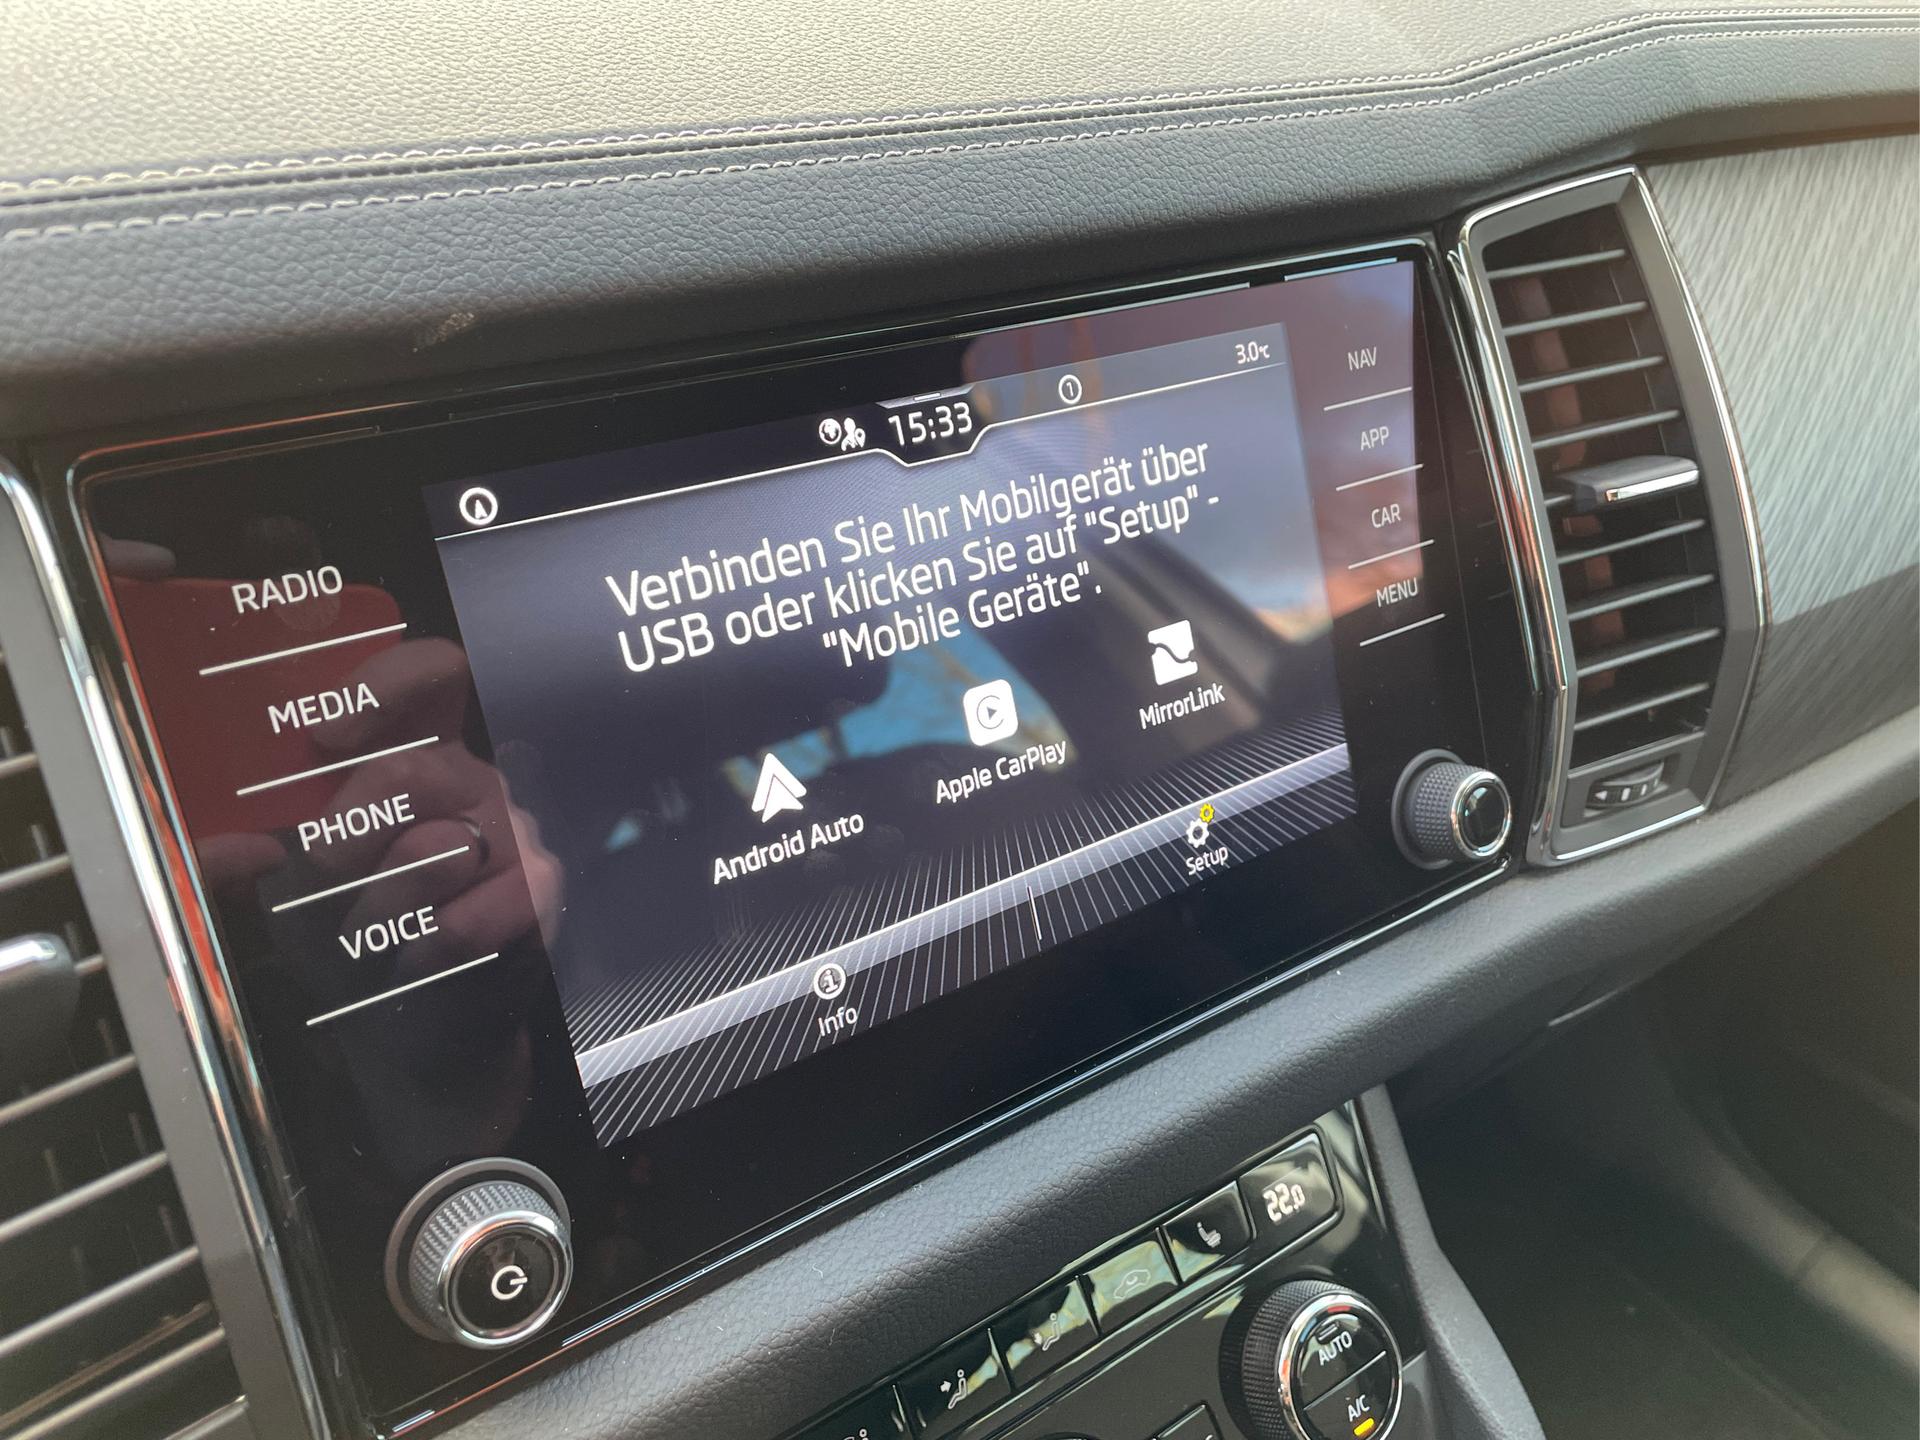 15:33
1
3.0°C
Verbinden Sie Ihr Mobilgerät über
USB oder klicken Sie auf "Setup" -
"Mobile Geräte".
Android Auto
Apple CarPlay
MirrorLink
Info
Setup
RADIO
MEDIA
PHONE
VOICE
NAV
APP
CAR
MENU
22.0
AUTO
A/C